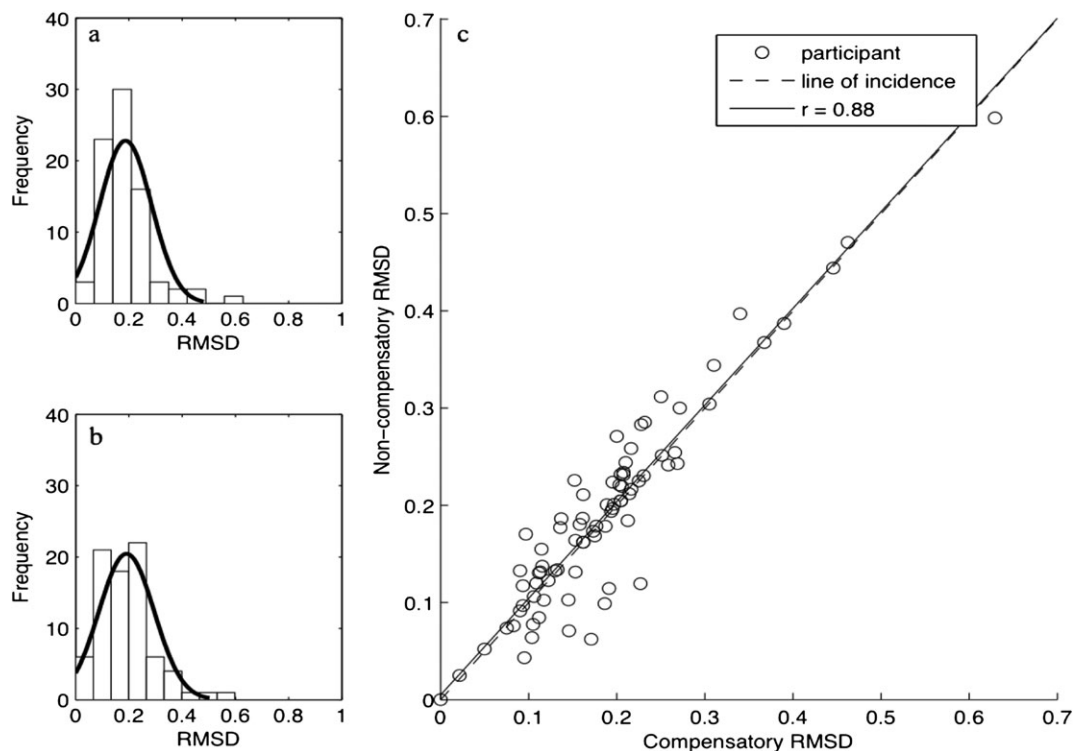 a
40
30
20
10
0
Frequency
0 0.2 0.4 0.6 0.8 1
RMSD
b
40
20
0
Frequency
0 0.2 0.4 0.6 0.8 1
RMSD
c
participant
line of incidence
r = 0.88
0.7
0.6
0.5
0.4
0.3
0.2
0.1
0
Non-compensatory RMSD
0 0.1 0.2 0.3 0.4 0.5 0.6 0.7
Compensatory RMSD